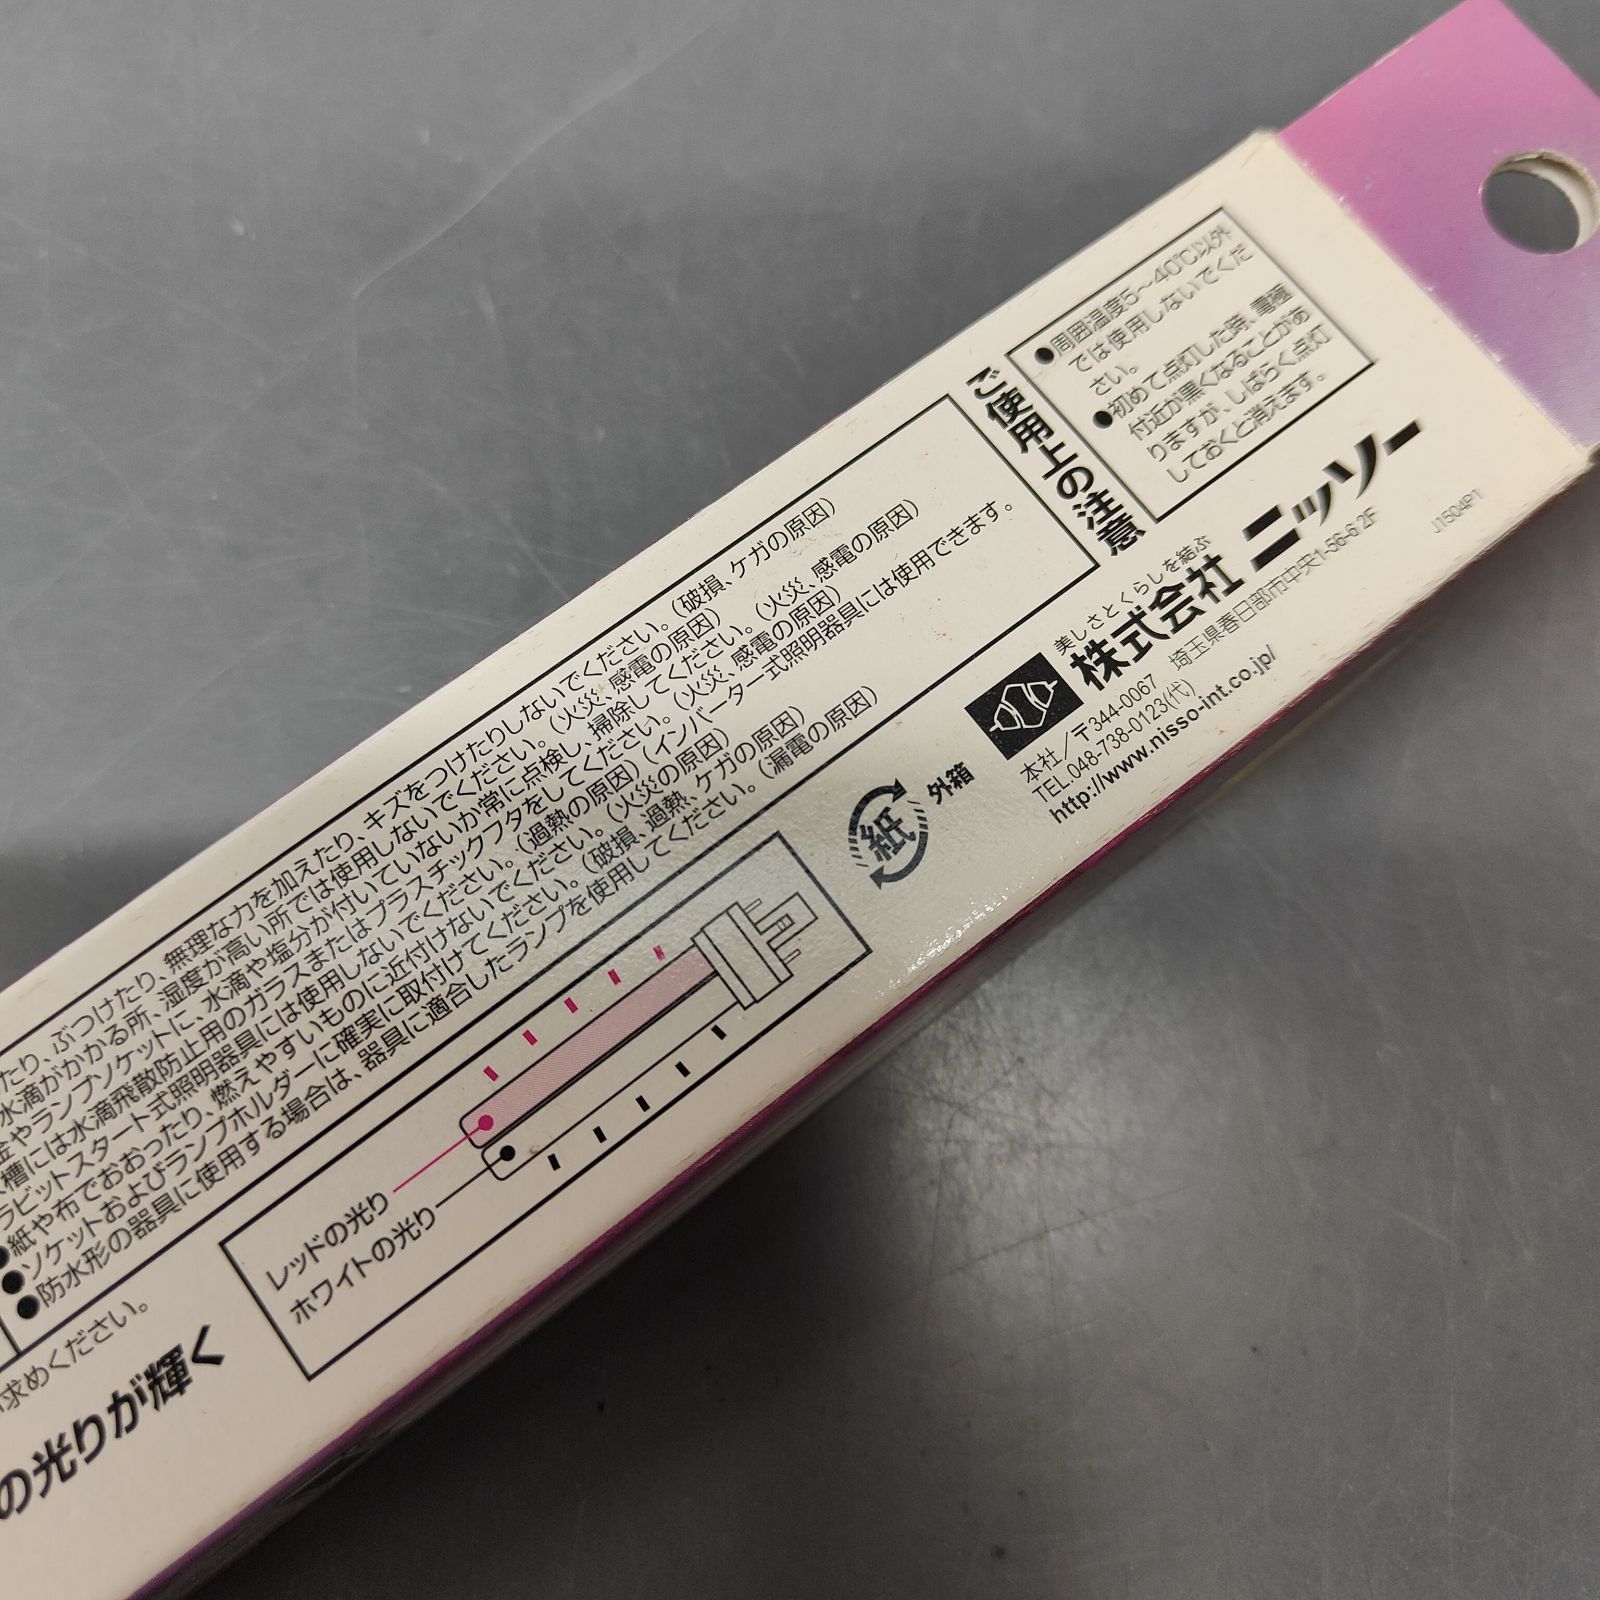 たり、ぶつけたり、無理な力を加えたり、キズをつけたりしないでください。(破損、ケガの原因)
水滴がかかる所、湿度が高い所では使用しないでください。(火災、感電の原因)
金やランプソケットに、水滴や塩分が付いていないか常に点検し、掃除してください。(火災、感電の原因)
水槽には水滴飛散防止用のガラスまたはプラスチックフタをしてください。(火災、感電の原因)
ラピットスタート式照明器具には使用しないでください。(過熱の原因)(インバーター式照明器具には使用できます。
●紙や布でおおったり、燃えやすいものに近付けないでください。(火災の原因)
●ソケットおよびランプホルダーに確実に取付けてください。(破損、過熱、ケガの原因)
●防水形の器具に使用する場合は、器具に適合したランプを使用してください。(漏電の原因)
求めください。
の光りが輝く
レッドの光り
ホワイトの光り
紙
外箱
ご使用上の注意
●周囲温度5〜40℃以外
では使用しないでくだ
さい。
●初めて点灯した時、電極
付近が黒くなることがあ
りますが、しばらく点灯
しておくと消えます。
美しさとくらしを結ぶ
株式会社 ニッソー
本社/〒344-0067
埼玉県春日部市中央1-56-6 2F
TEL.048-738-0123(代)
http://www.nisso-int.co.jp/
J1504P1